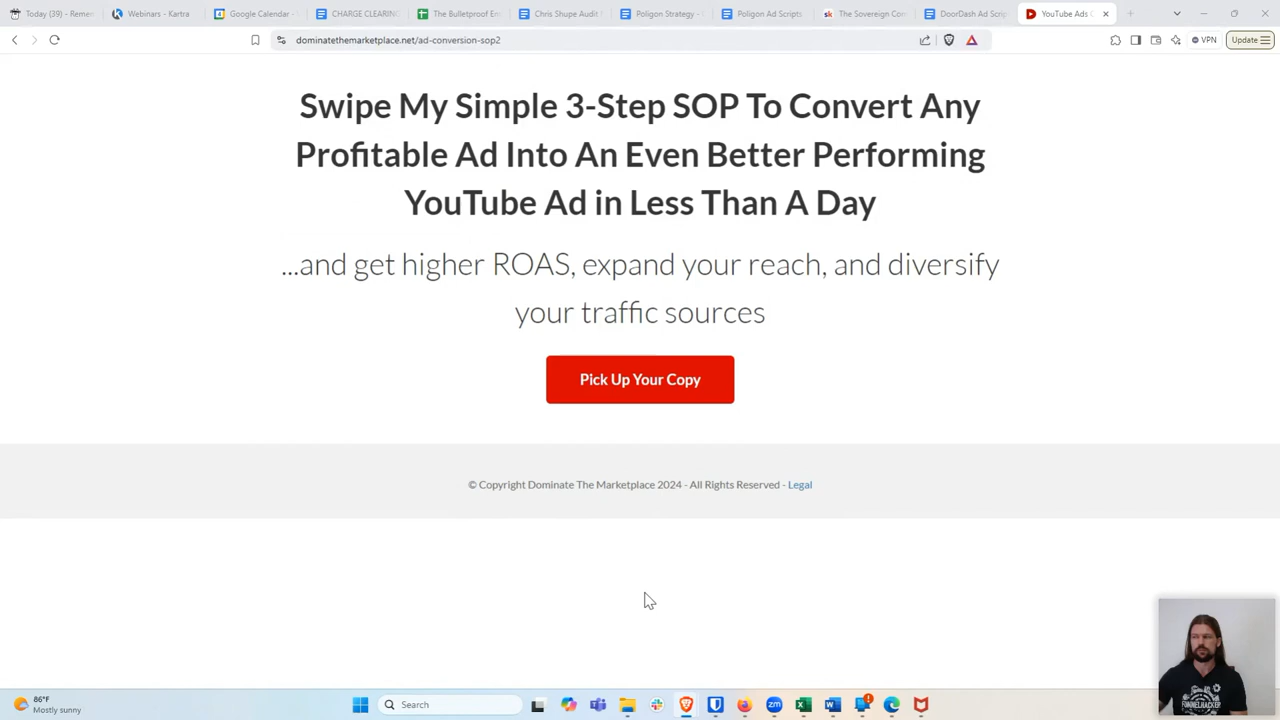 Today (39) - Remem
Webinars - Kartra
Google Calendar -
CHARGE CLEARING
The Bulletproof En
Chris Shupe Audit
Poligon Strategy -
Poligon Ad Scripts
The Sovereign Con
DoorDash Ad Scrip
YouTube Ads C
dominatethemarketplace.net/ad-conversion-sop2
VPN
Update
Swipe My Simple 3-Step SOP To Convert Any
Profitable Ad Into An Even Better Performing
YouTube Ad in Less Than A Day
...and get higher ROAS, expand your reach, and diversify
your traffic sources
Pick Up Your Copy
© Copyright Dominate The Marketplace 2024 - All Rights Reserved - Legal
FUNNELHACKER
86°F
Mostly sunny
Search